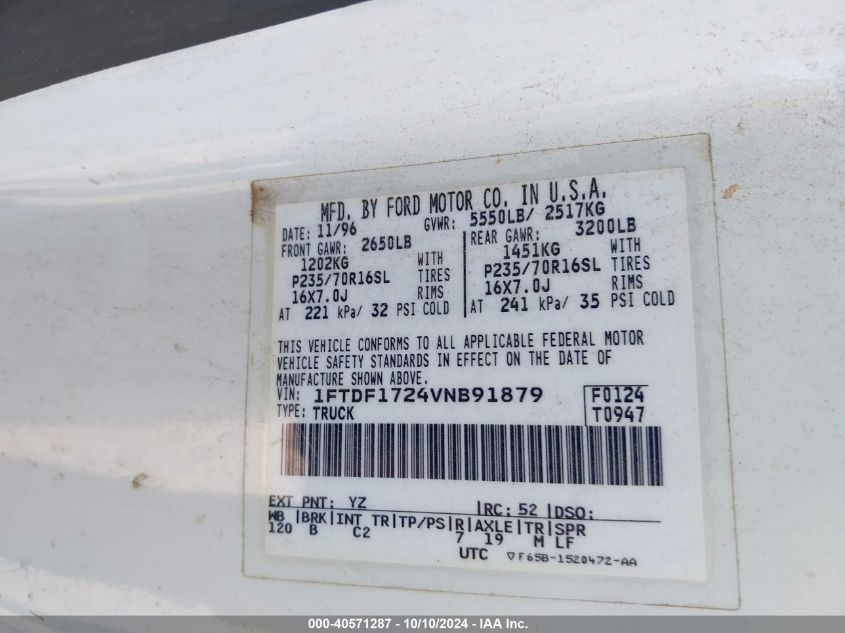 MFD. BY FORD MOTOR CO. IN U.S.A.
DATE: 11/96 GVWR: 5550LB/ 2517KG
FRONT GAWR: 2650LB REAR GAWR: 3200LB
1202KG WITH 1451KG WITH
P235/70R16SL TIRES P235/70R16SL TIRES
16X7.0J RIMS 16X7.0J RIMS
AT 221 kPa/ 32 PSI COLD AT 241 kPa/ 35 PSI COLD
THIS VEHICLE CONFORMS TO ALL APPLICABLE FEDERAL MOTOR
VEHICLE SAFETY STANDARDS IN EFFECT ON THE DATE OF
MANUFACTURE SHOWN ABOVE.
VIN: 1FTDF1724VNB91879 F0124
TYPE: TRUCK T0947
EXT PNT: YZ RC: 52 DSO:
WB BRK INT TR TP/PS R AXLE TR SPR
120 B C2 7 19 M LF
UTC ▽F65B-1520472-AA
000-40571287 - 10/10/2024 - IAA Inc.